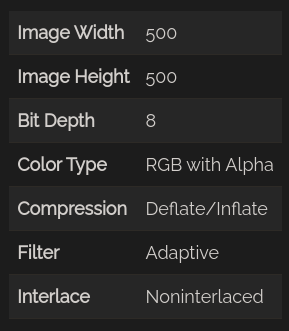 Image Width 500
Image Height 500
Bit Depth 8
Color Type RGB with Alpha
Compression Deflate/Inflate
Filter Adaptive
Interlace Noninterlaced